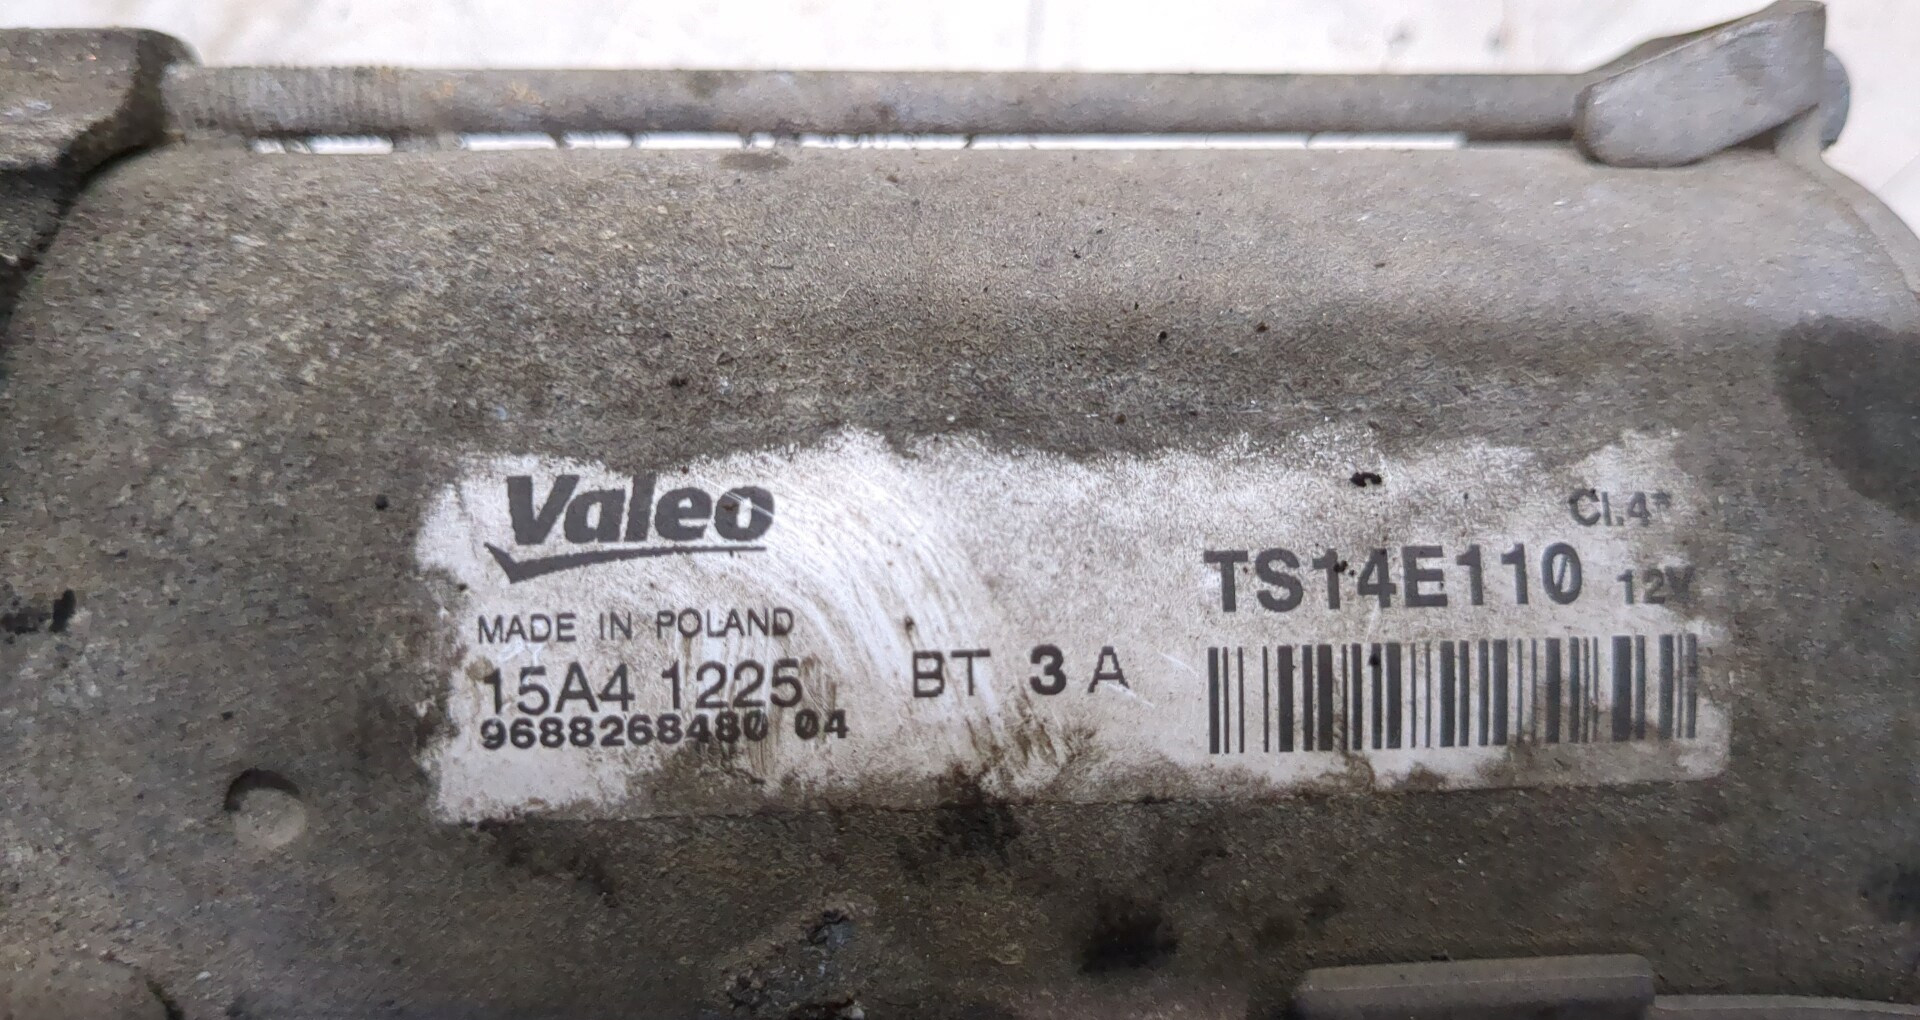 Valeo
MADE IN POLAND
15A4 1225
9688268480 04
BT 3 A
Cl.4*
TS14E110 12V